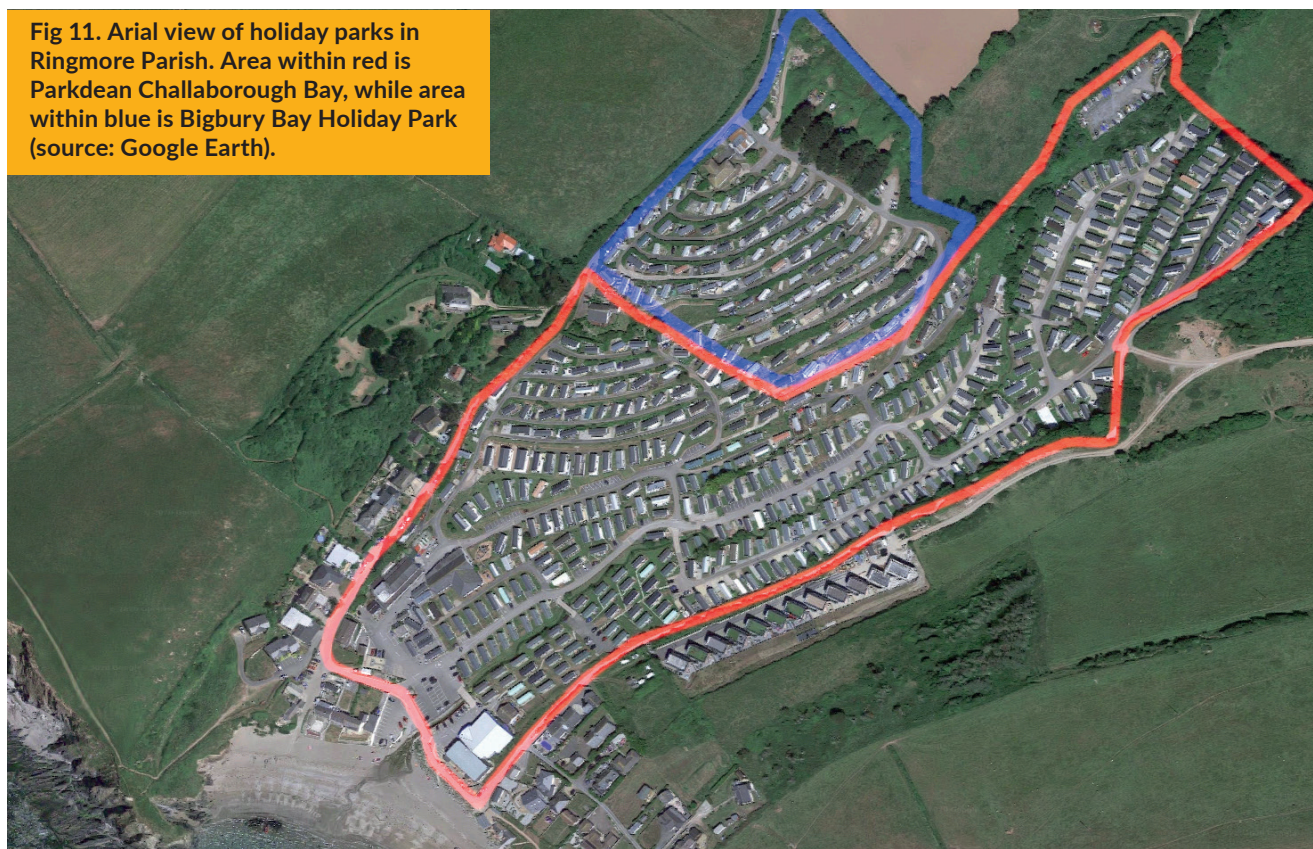 Fig 11. Arial view of holiday parks in
Ringmore Parish. Area within red is
Parkdean Challaborough Bay, while area
within blue is Bigbury Bay Holiday Park
(source: Google Earth).